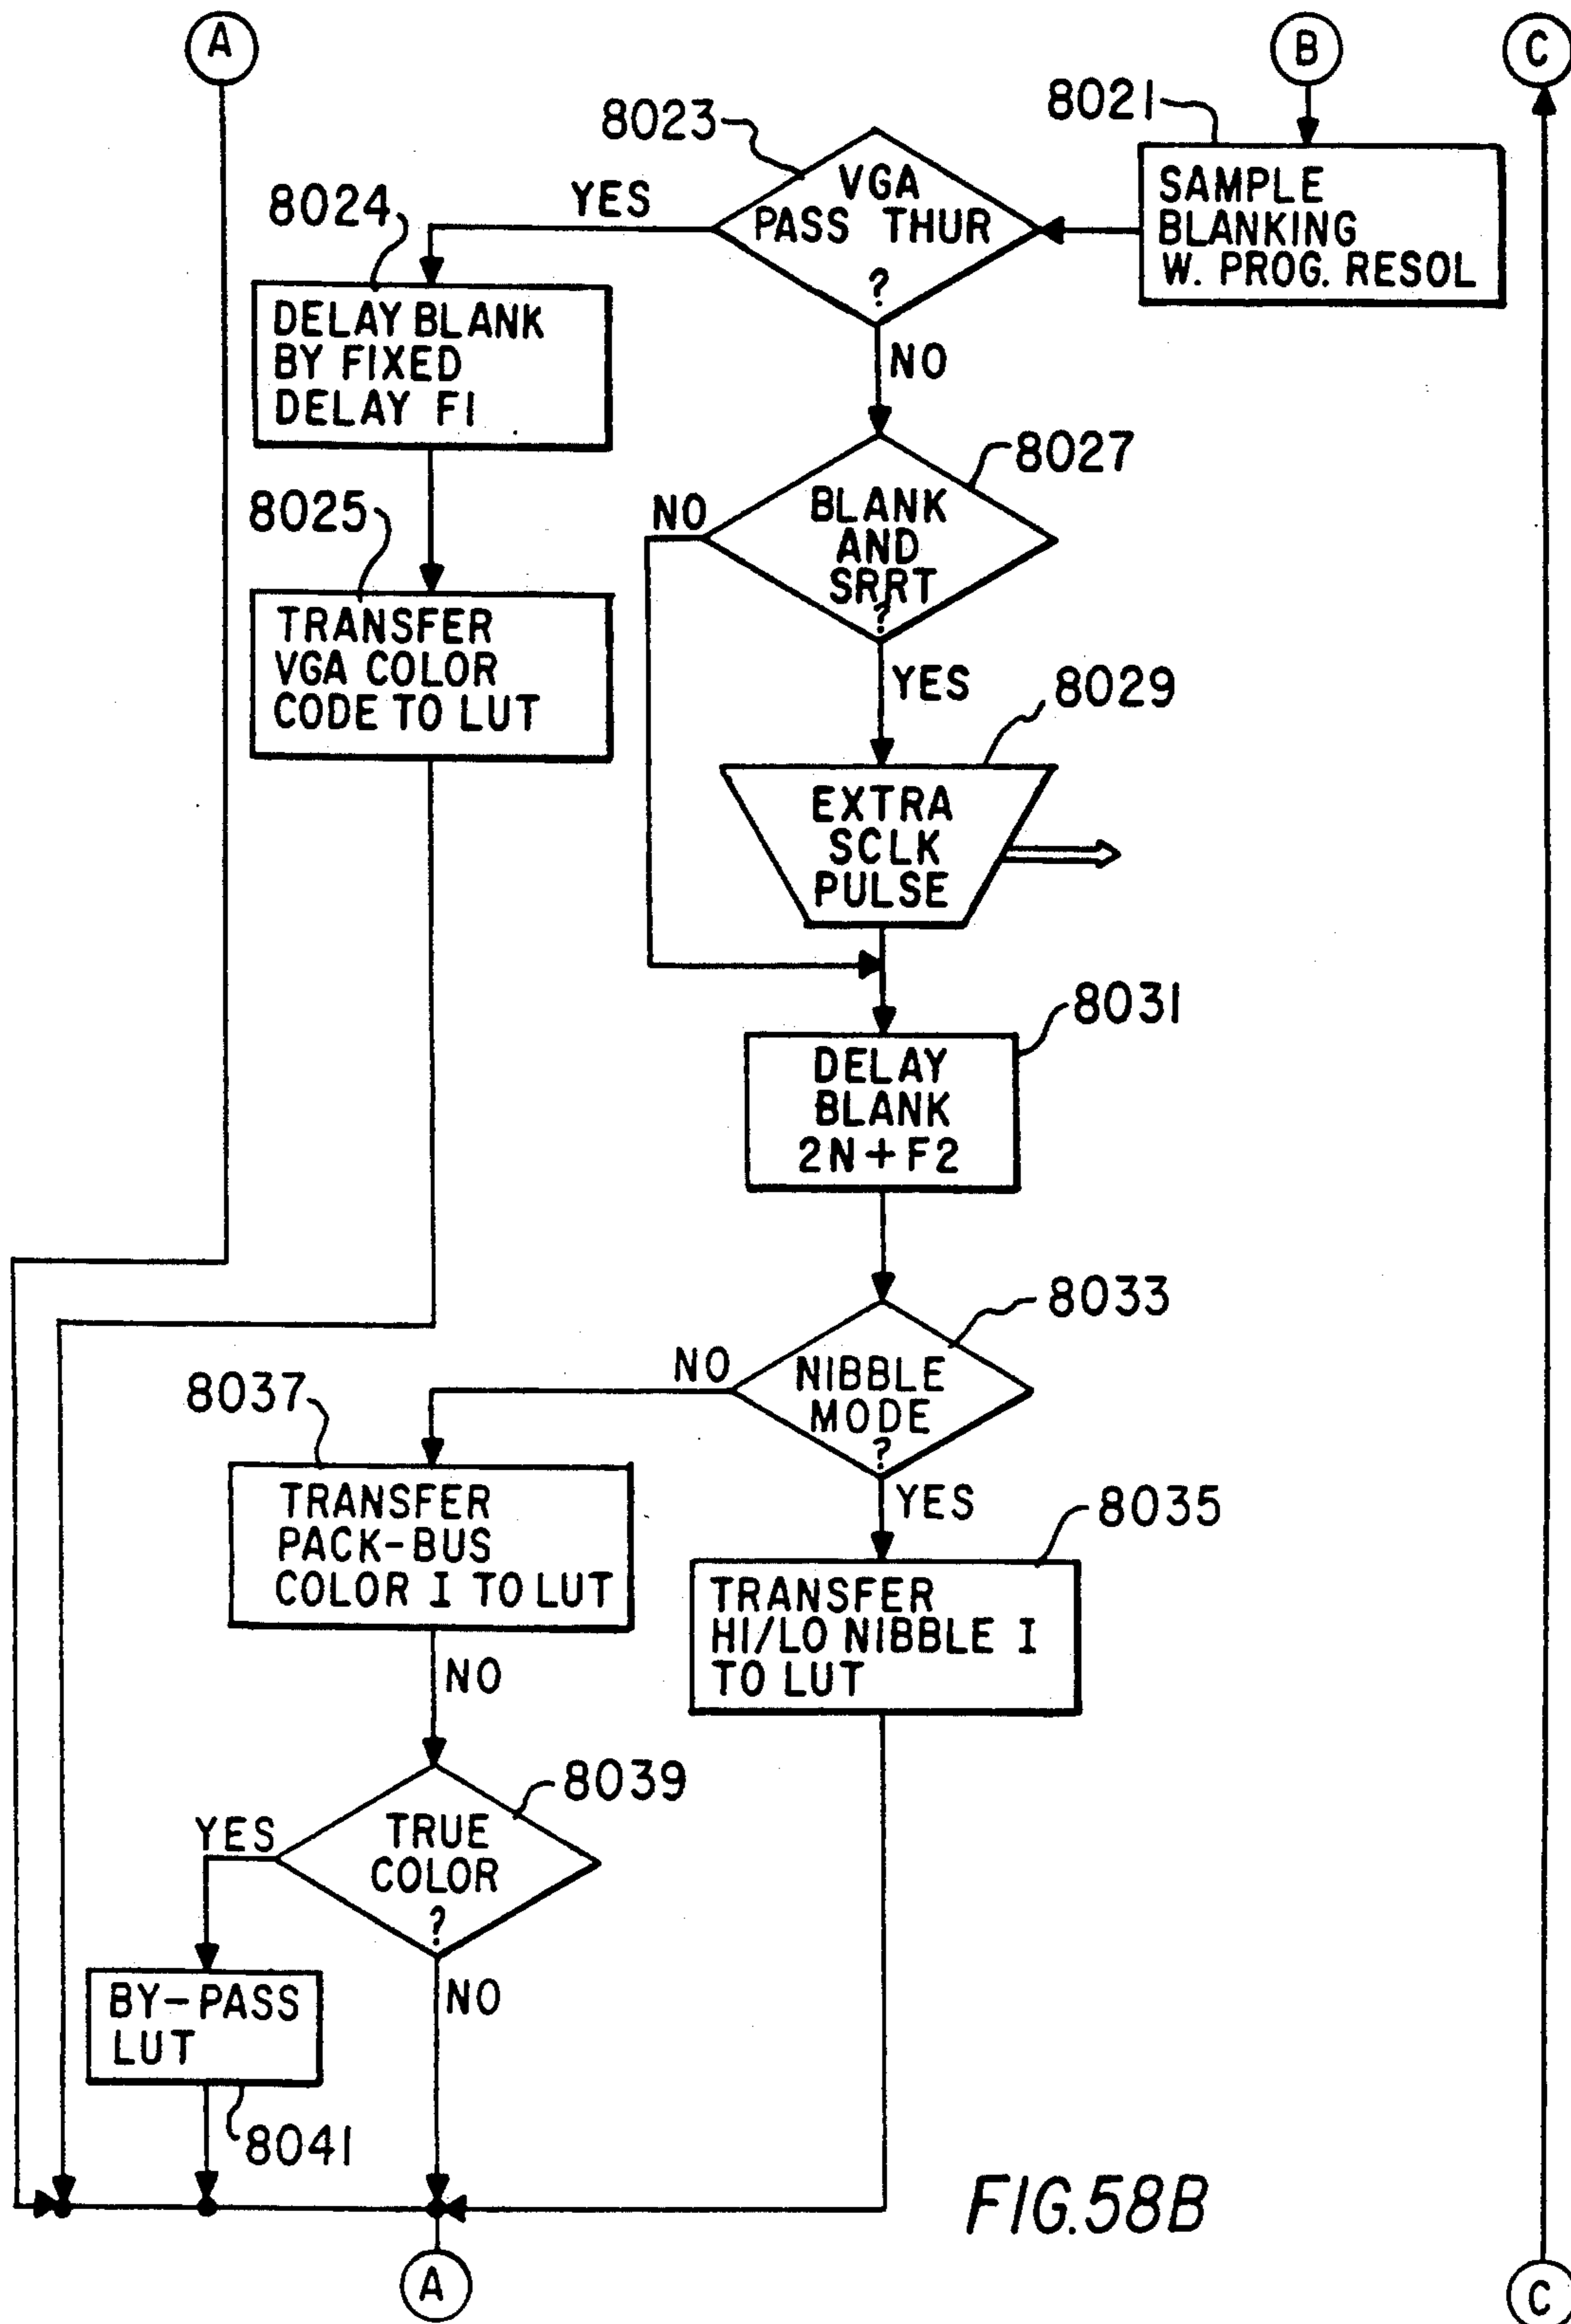 A
B
C
8021
SAMPLE
BLANKING
W. PROG. RESOL
8023
VGA
PASS THUR
?
YES
NO
8024
DELAY BLANK
BY FIXED
DELAY F1
8025
TRANSFER
VGA COLOR
CODE TO LUT
8027
BLANK
AND
SRRT
?
NO
YES
8029
EXTRA
SCLK
PULSE
8031
DELAY
BLANK
2N+F2
8033
NIBBLE
MODE
?
NO
YES
8037
TRANSFER
PACK-BUS
COLOR I TO LUT
NO
8035
TRANSFER
HI/LO NIBBLE I
TO LUT
8039
TRUE
COLOR
?
YES
NO
BY-PASS
LUT
8041
FIG.58B
A
C